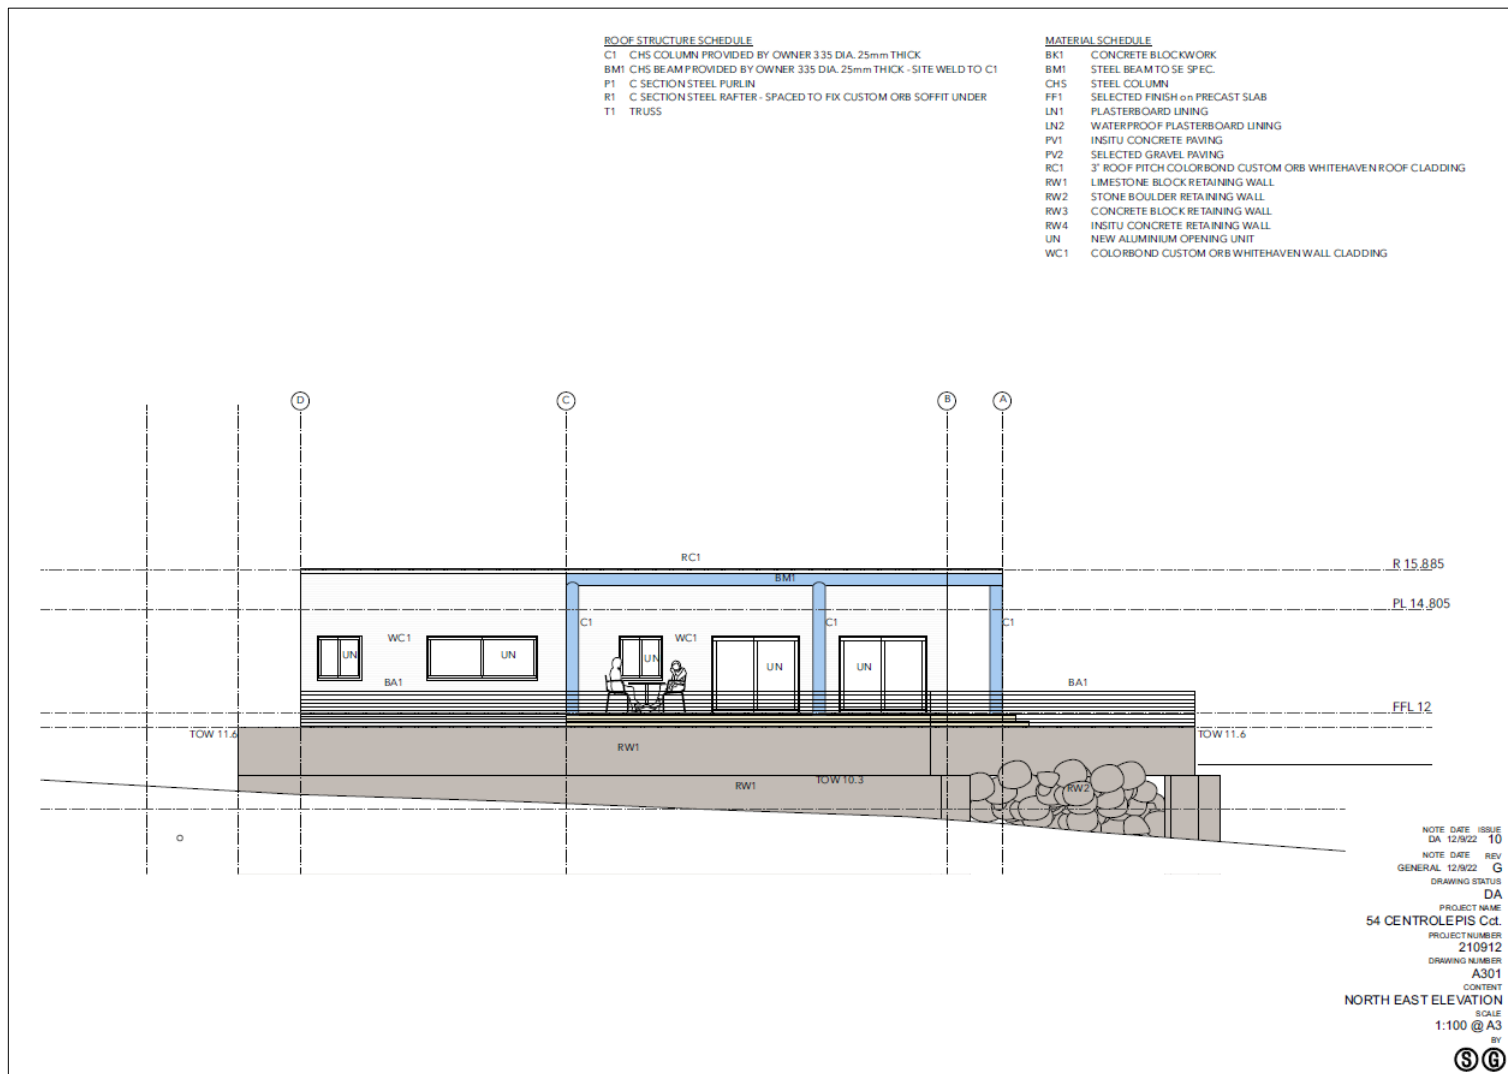 ROOF STRUCTURE SCHEDULE
C1 CHS COLUMN PROVIDED BY OWNER 335 DIA. 25mm THICK
BM1 CHS BEAM PROVIDED BY OWNER 335 DIA. 25mm THICK - SITE WELD TO C1
P1 C SECTION STEEL PURLIN
R1 C SECTION STEEL RAFTER - SPACED TO FIX CUSTOM ORB SOFFIT UNDER
T1 TRUSS
MATERIAL SCHEDULE
BK1 CONCRETE BLOCKWORK
BM1 STEEL BEAM TO SE SPEC.
CHS STEEL COLUMN
FF1 SELECTED FINISH on PRECAST SLAB
LN1 PLASTERBOARD LINING
LN2 WATERPROOF PLASTERBOARD LINING
PV1 INSITU CONCRETE PAVING
PV2 SELECTED GRAVEL PAVING
RC1 3° ROOF PITCH COLORBOND CUSTOM ORB WHITEHAVEN ROOF CLADDING
RW1 LIMESTONE BLOCK RETAINING WALL
RW2 STONE BOULDER RETAINING WALL
RW3 CONCRETE BLOCK RETAINING WALL
RW4 INSITU CONCRETE RETAINING WALL
UN NEW ALUMINIUM OPENING UNIT
WC1 COLORBOND CUSTOM ORB WHITEHAVEN WALL CLADDING
D C B A
RC1
R 15.885
BM1
PL 14.805
C1 C1 C1
WC1 WC1
UN UN UN UN UN
BA1 BA1
FFL 12
TOW 11.6 TOW 11.6
RW1
RW1 TOW 10.3 RW2
NOTE DATE ISSUE
DA 12/9/22 10
NOTE DATE REV
GENERAL 12/9/22 G
DRAWING STATUS
DA
PROJECT NAME
54 CENTROLEPIS Cct.
PROJECT NUMBER
210912
DRAWING NUMBER
A301
CONTENT
NORTH EAST ELEVATION
SCALE
1:100 @ A3
BY
S G